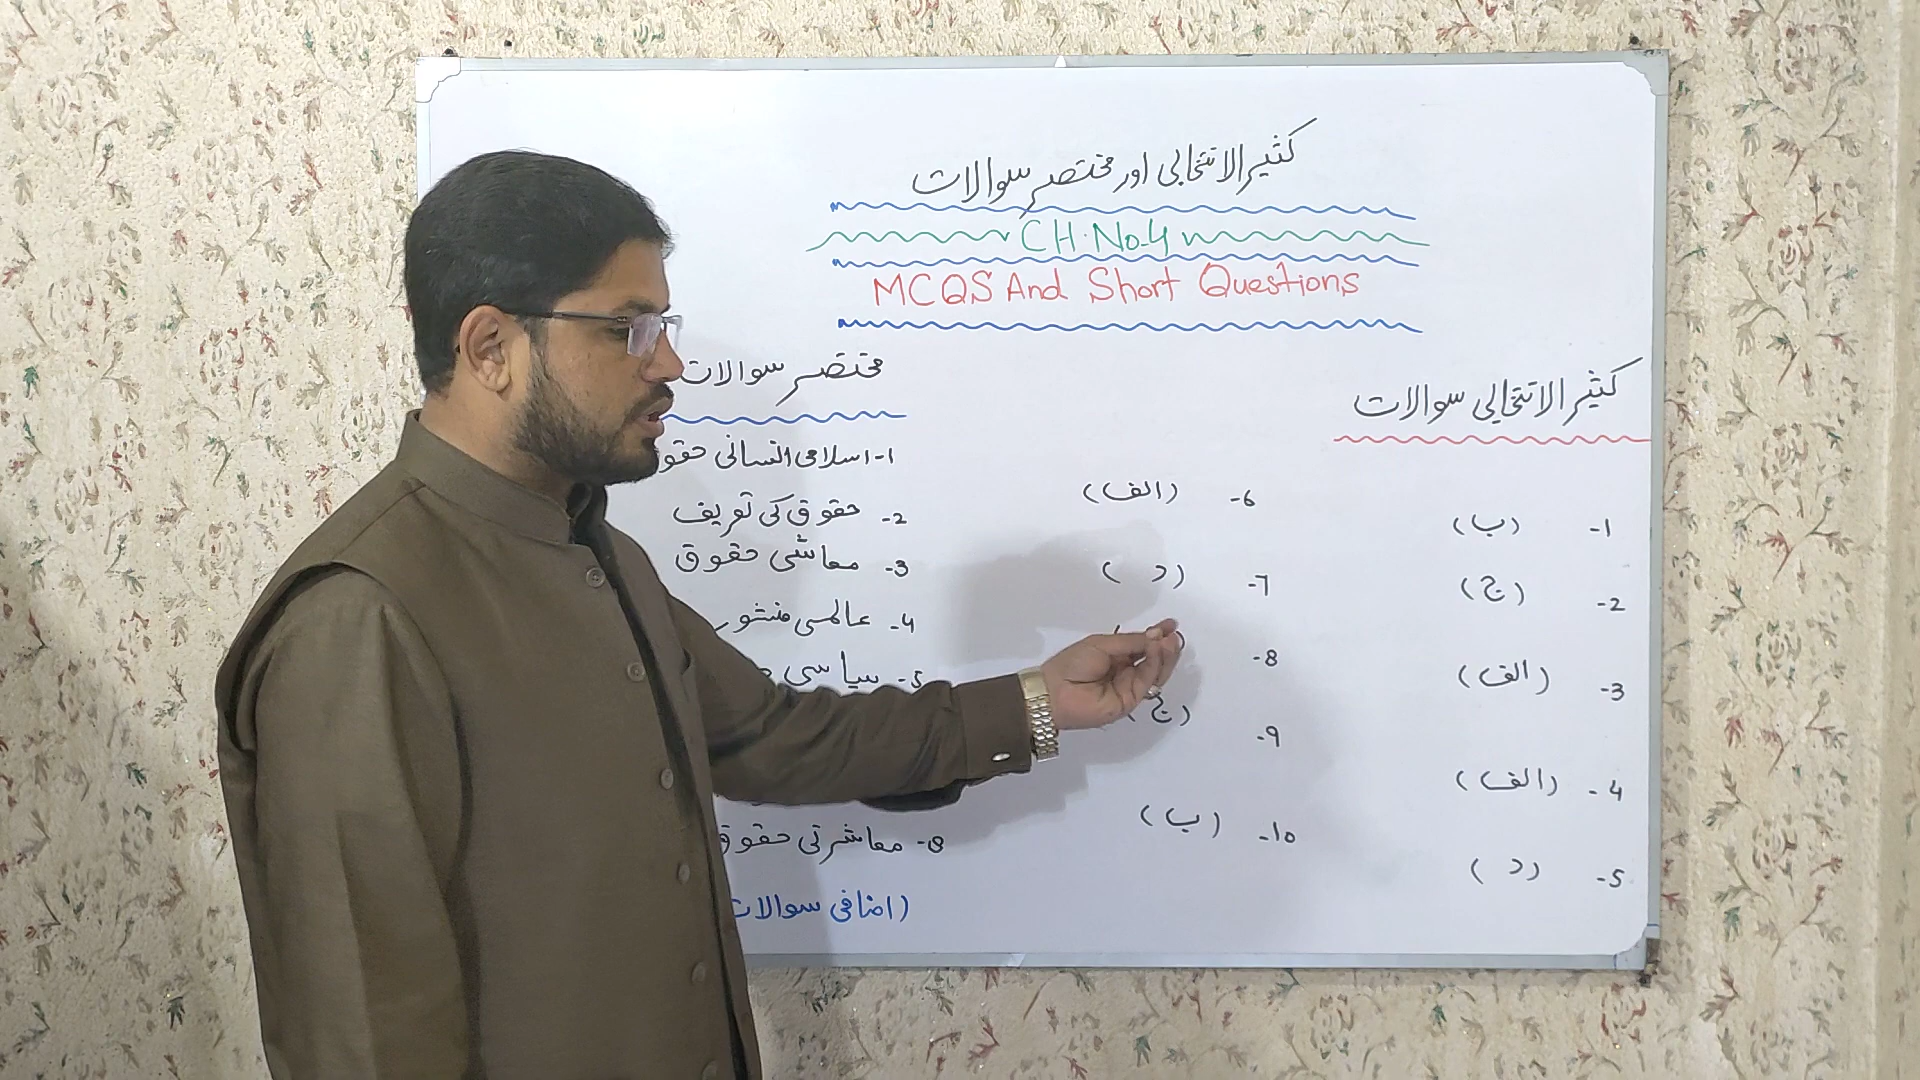 کثیر الانتخابی اور مختصر سوالات
CH.No.4
MCQS And Short Questions
کثیر الانتخابی سوالات
1- (ب)
2- (ج)
3- (الف)
4- (الف)
5- (د)
6- (الف)
7- (د)
8-
9- (ج)
10- (ب)
مختصر سوالات
1- اسلامی انسانی
2- حقوق کی تعریف
3- معاشی حقوق
4- عالمی منشور
5- سیاسی
8- معاشرتی حقوق
(اضافی سوالات